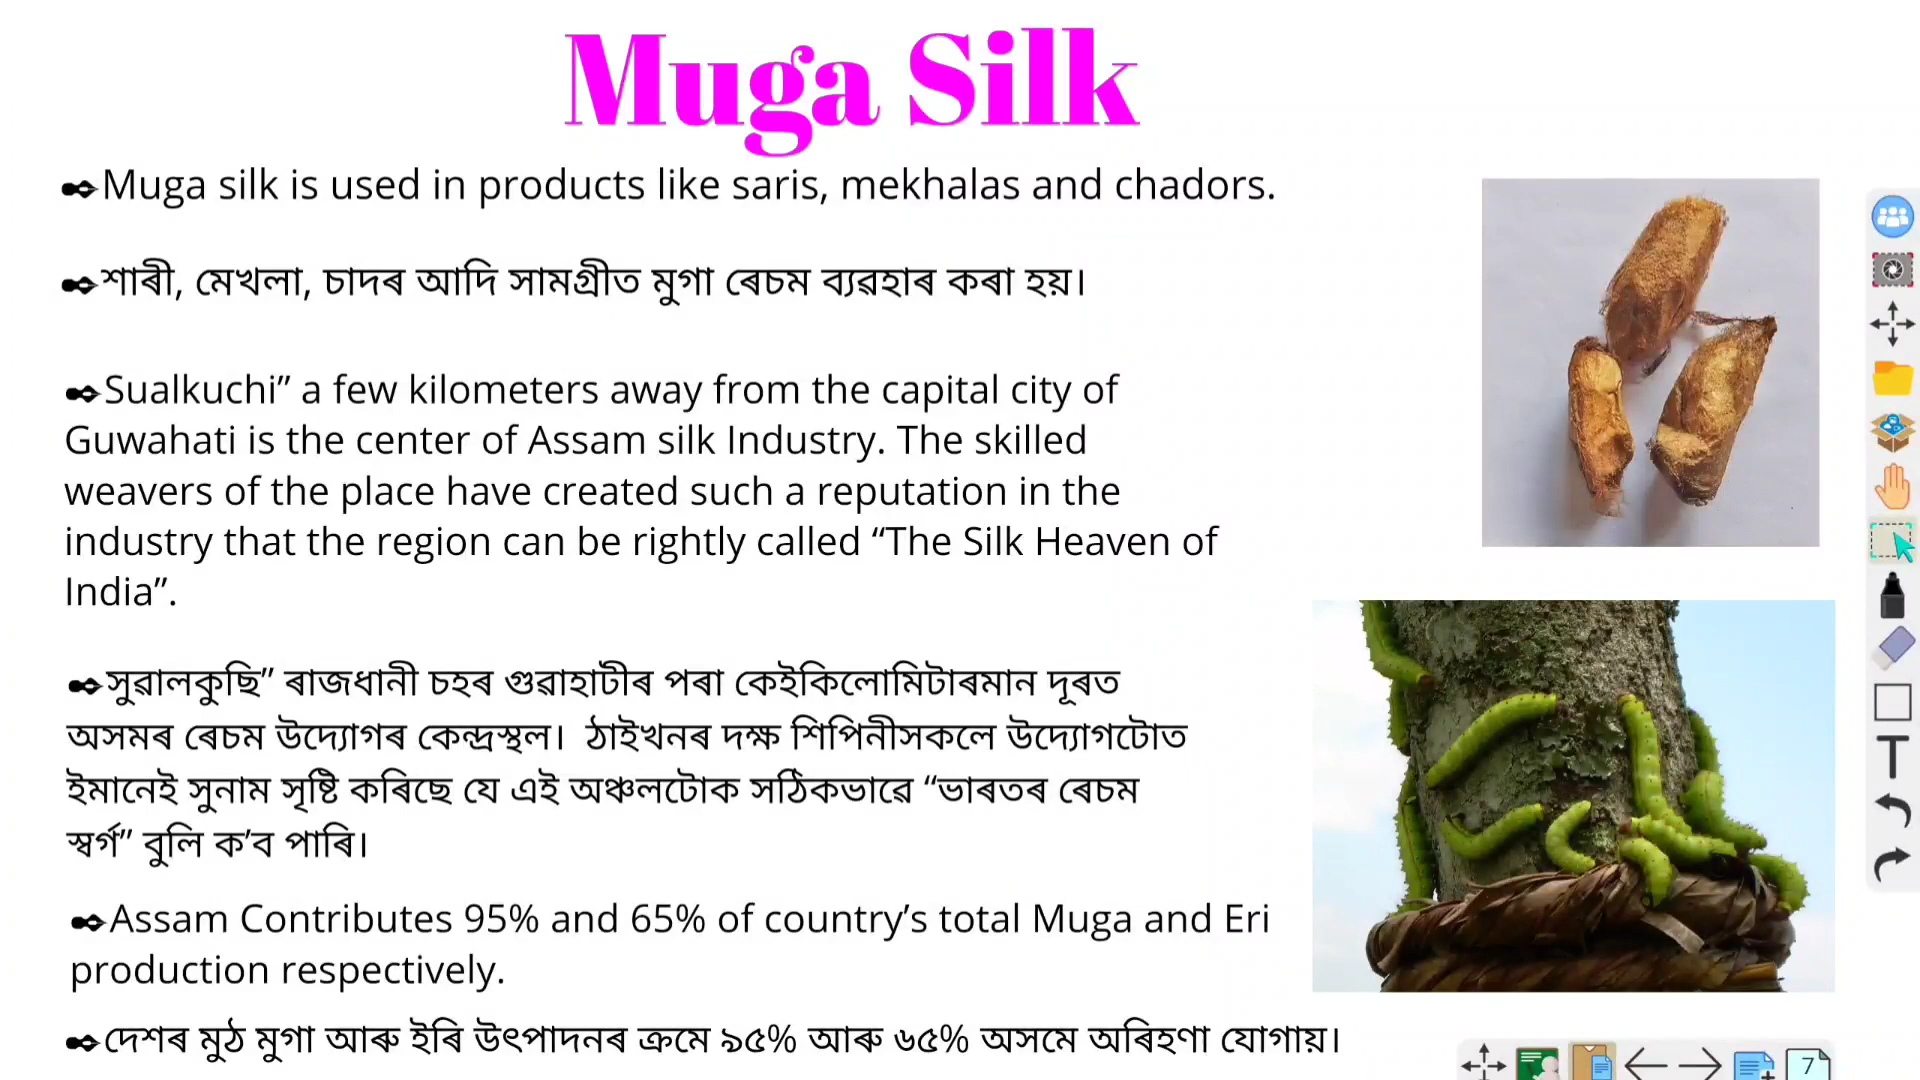 Muga Silk
Muga silk is used in products like saris, mekhalas and chadors.
শাৰী, মেখলা, চাদৰ আদি সামগ্ৰীত মুগা ৰেচম ব্যৱহাৰ কৰা হয়।
Sualkuchi” a few kilometers away from the capital city of
Guwahati is the center of Assam silk Industry. The skilled
weavers of the place have created such a reputation in the
industry that the region can be rightly called “The Silk Heaven of
India”.
সুৱালকুছি” ৰাজধানী চহৰ গুৱাহাটীৰ পৰা কেইকিলোমিটাৰমান দূৰত
অসমৰ ৰেচম উদ্যোগৰ কেন্দ্ৰস্থল। ঠাইখনৰ দক্ষ শিপিনীসকলে উদ্যোগটোত
ইমানেই সুনাম সৃষ্টি কৰিছে যে এই অঞ্চলটোক সঠিকভাৱে “ভাৰতৰ ৰেচম
স্বৰ্গ” বুলি ক’ব পাৰি।
Assam Contributes 95% and 65% of country’s total Muga and Eri
production respectively.
দেশৰ মুঠ মুগা আৰু ইৰি উৎপাদনৰ ক্ৰমে ৯৫% আৰু ৬৫% অসমে অৰিহণা যোগায়।
T
7